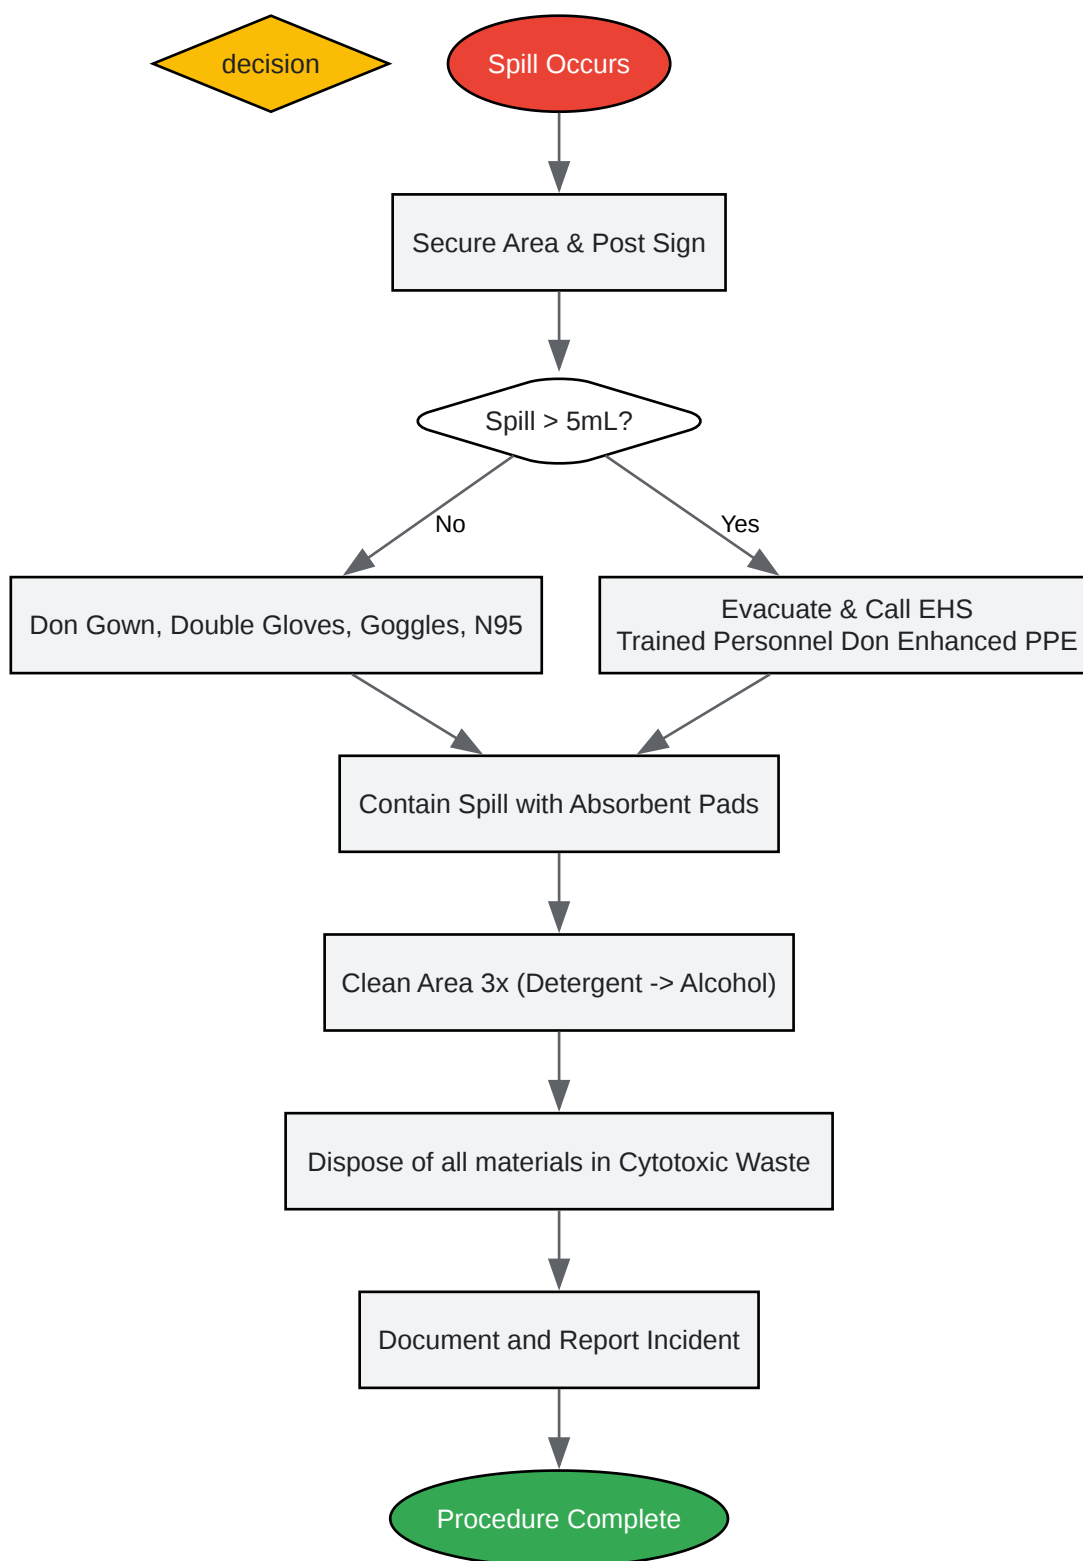 decision
Spill Occurs
Secure Area & Post Sign
Spill > 5mL?
No
Yes
Don Gown, Double Gloves, Goggles, N95
Evacuate & Call EHS
Trained Personnel Don Enhanced PPE
Contain Spill with Absorbent Pads
Clean Area 3x (Detergent -> Alcohol)
Dispose of all materials in Cytotoxic Waste
Document and Report Incident
Procedure Complete